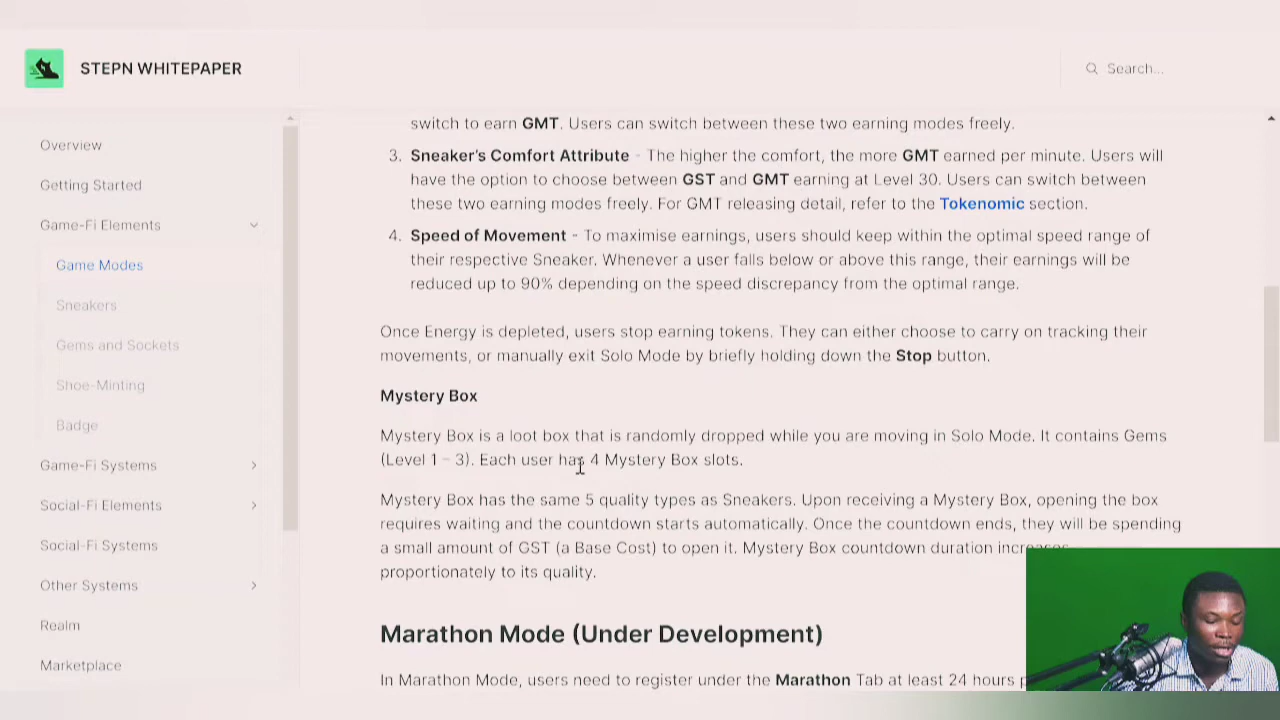 STEPN WHITEPAPER
Search...
Overview
Getting Started
Game-Fi Elements
Game Modes
Sneakers
Gems and Sockets
Shoe-Minting
Badge
Game-Fi Systems
Social-Fi Elements
Social-Fi Systems
Other Systems
Realm
Marketplace
switch to earn GMT. Users can switch between these two earning modes freely.
3. Sneaker's Comfort Attribute - The higher the comfort, the more GMT earned per minute. Users will
have the option to choose between GST and GMT earning at Level 30. Users can switch between
these two earning modes freely. For GMT releasing detail, refer to the Tokenomic section.
4. Speed of Movement - To maximise earnings, users should keep within the optimal speed range of
their respective Sneaker. Whenever a user falls below or above this range, their earnings will be
reduced up to 90% depending on the speed discrepancy from the optimal range.
Once Energy is depleted, users stop earning tokens. They can either choose to carry on tracking their
movements, or manually exit Solo Mode by briefly holding down the Stop button.
Mystery Box
Mystery Box is a loot box that is randomly dropped while you are moving in Solo Mode. It contains Gems
(Level 1 - 3). Each user has 4 Mystery Box slots.
Mystery Box has the same 5 quality types as Sneakers. Upon receiving a Mystery Box, opening the box
requires waiting and the countdown starts automatically. Once the countdown ends, they will be spending
a small amount of GST (a Base Cost) to open it. Mystery Box countdown duration increases
proportionately to its quality.
Marathon Mode (Under Development)
In Marathon Mode, users need to register under the Marathon Tab at least 24 hours